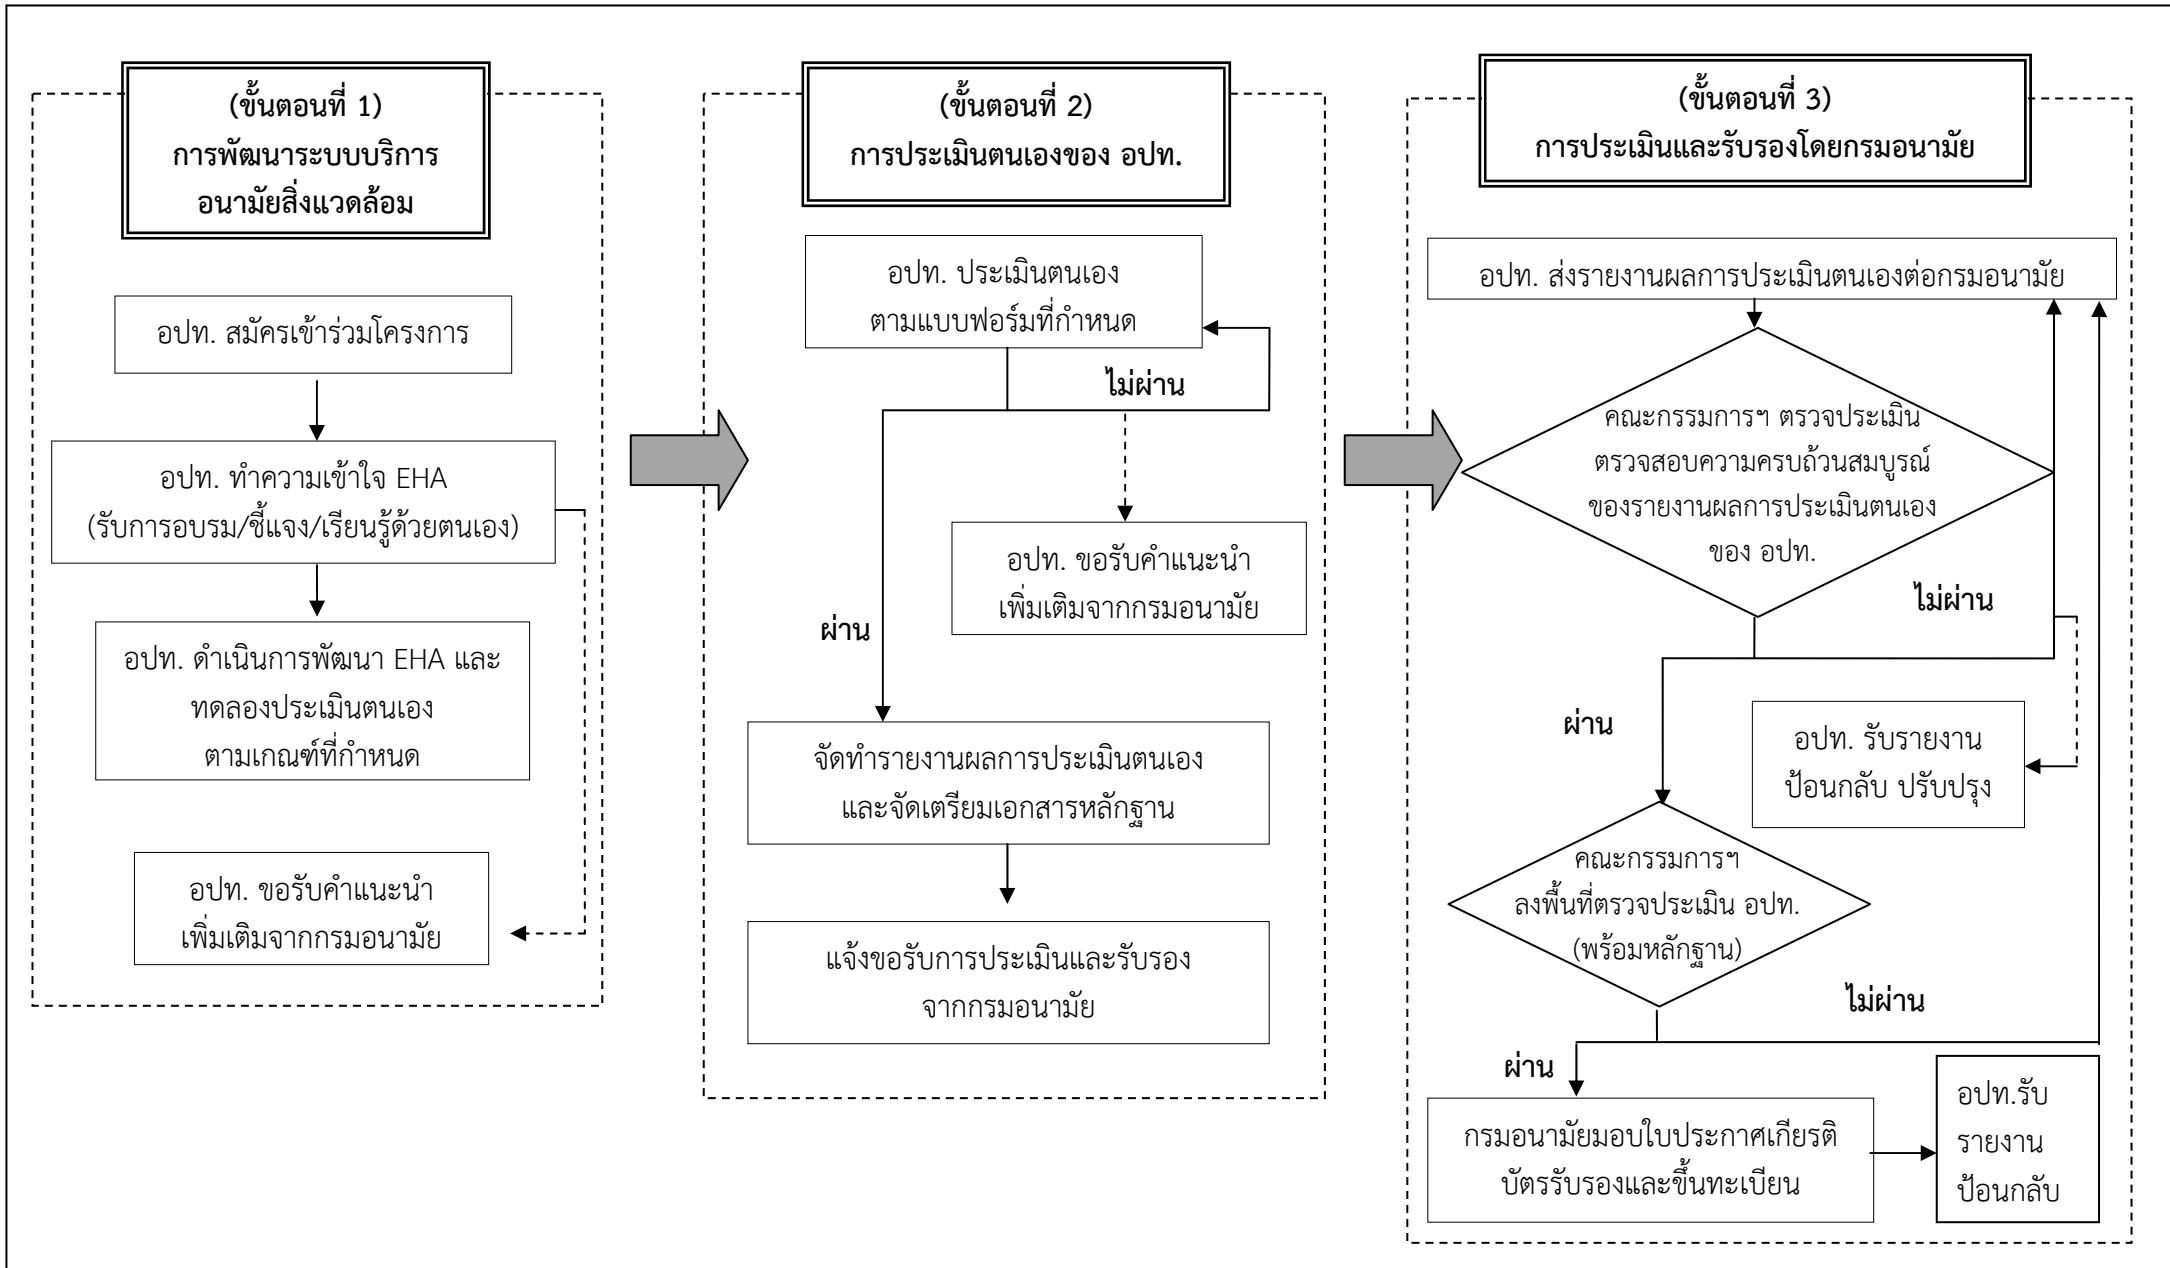 (ขั้นตอนที่ 1)
การพัฒนาระบบบริการ
อนามัยสิ่งแวดล้อม
อปท. สมัครเข้าร่วมโครงการ
อปท. ทำความเข้าใจ EHA
(รับการอบรม/ชี้แจง/เรียนรู้ด้วยตนเอง)
อปท. ดำเนินการพัฒนา EHA และ
ทดลองประเมินตนเอง
ตามเกณฑ์ที่กำหนด
อปท. ขอรับคำแนะนำ
เพิ่มเติมจากกรมอนามัย
(ขั้นตอนที่ 2)
การประเมินตนเองของ อปท.
อปท. ประเมินตนเอง
ตามแบบฟอร์มที่กำหนด
ไม่ผ่าน
อปท. ขอรับคำแนะนำ
เพิ่มเติมจากกรมอนามัย
ผ่าน
จัดทำรายงานผลการประเมินตนเอง
และจัดเตรียมเอกสารหลักฐาน
แจ้งขอรับการประเมินและรับรอง
จากกรมอนามัย
(ขั้นตอนที่ 3)
การประเมินและรับรองโดยกรมอนามัย
อปท. ส่งรายงานผลการประเมินตนเองต่อกรมอนามัย
คณะกรรมการฯ ตรวจประเมิน
ตรวจสอบความครบถ้วนสมบูรณ์
ของรายงานผลการประเมินตนเอง
ของ อปท.
ไม่ผ่าน
ผ่าน
อปท. รับรายงาน
ป้อนกลับ ปรับปรุง
คณะกรรมการฯ
ลงพื้นที่ตรวจประเมิน อปท.
(พร้อมหลักฐาน)
ไม่ผ่าน
ผ่าน
กรมอนามัยมอบใบประกาศเกียรติ
บัตรรับรองและขึ้นทะเบียน
อปท.รับ
รายงาน
ป้อนกลับ